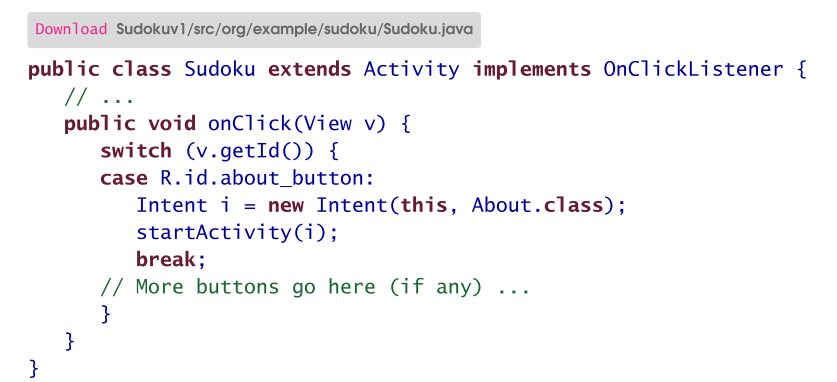 Download Sudokuv1/src/org/example/sudoku/Sudoku.java
public class Sudoku extends Activity implements OnClickListener {
   // ...
   public void onClick(View v) {
      switch (v.getId()) {
      case R.id.about_button:
         Intent i = new Intent(this, About.class);
         startActivity(i);
         break;
      // More buttons go here (if any) ...
      }
   }
}